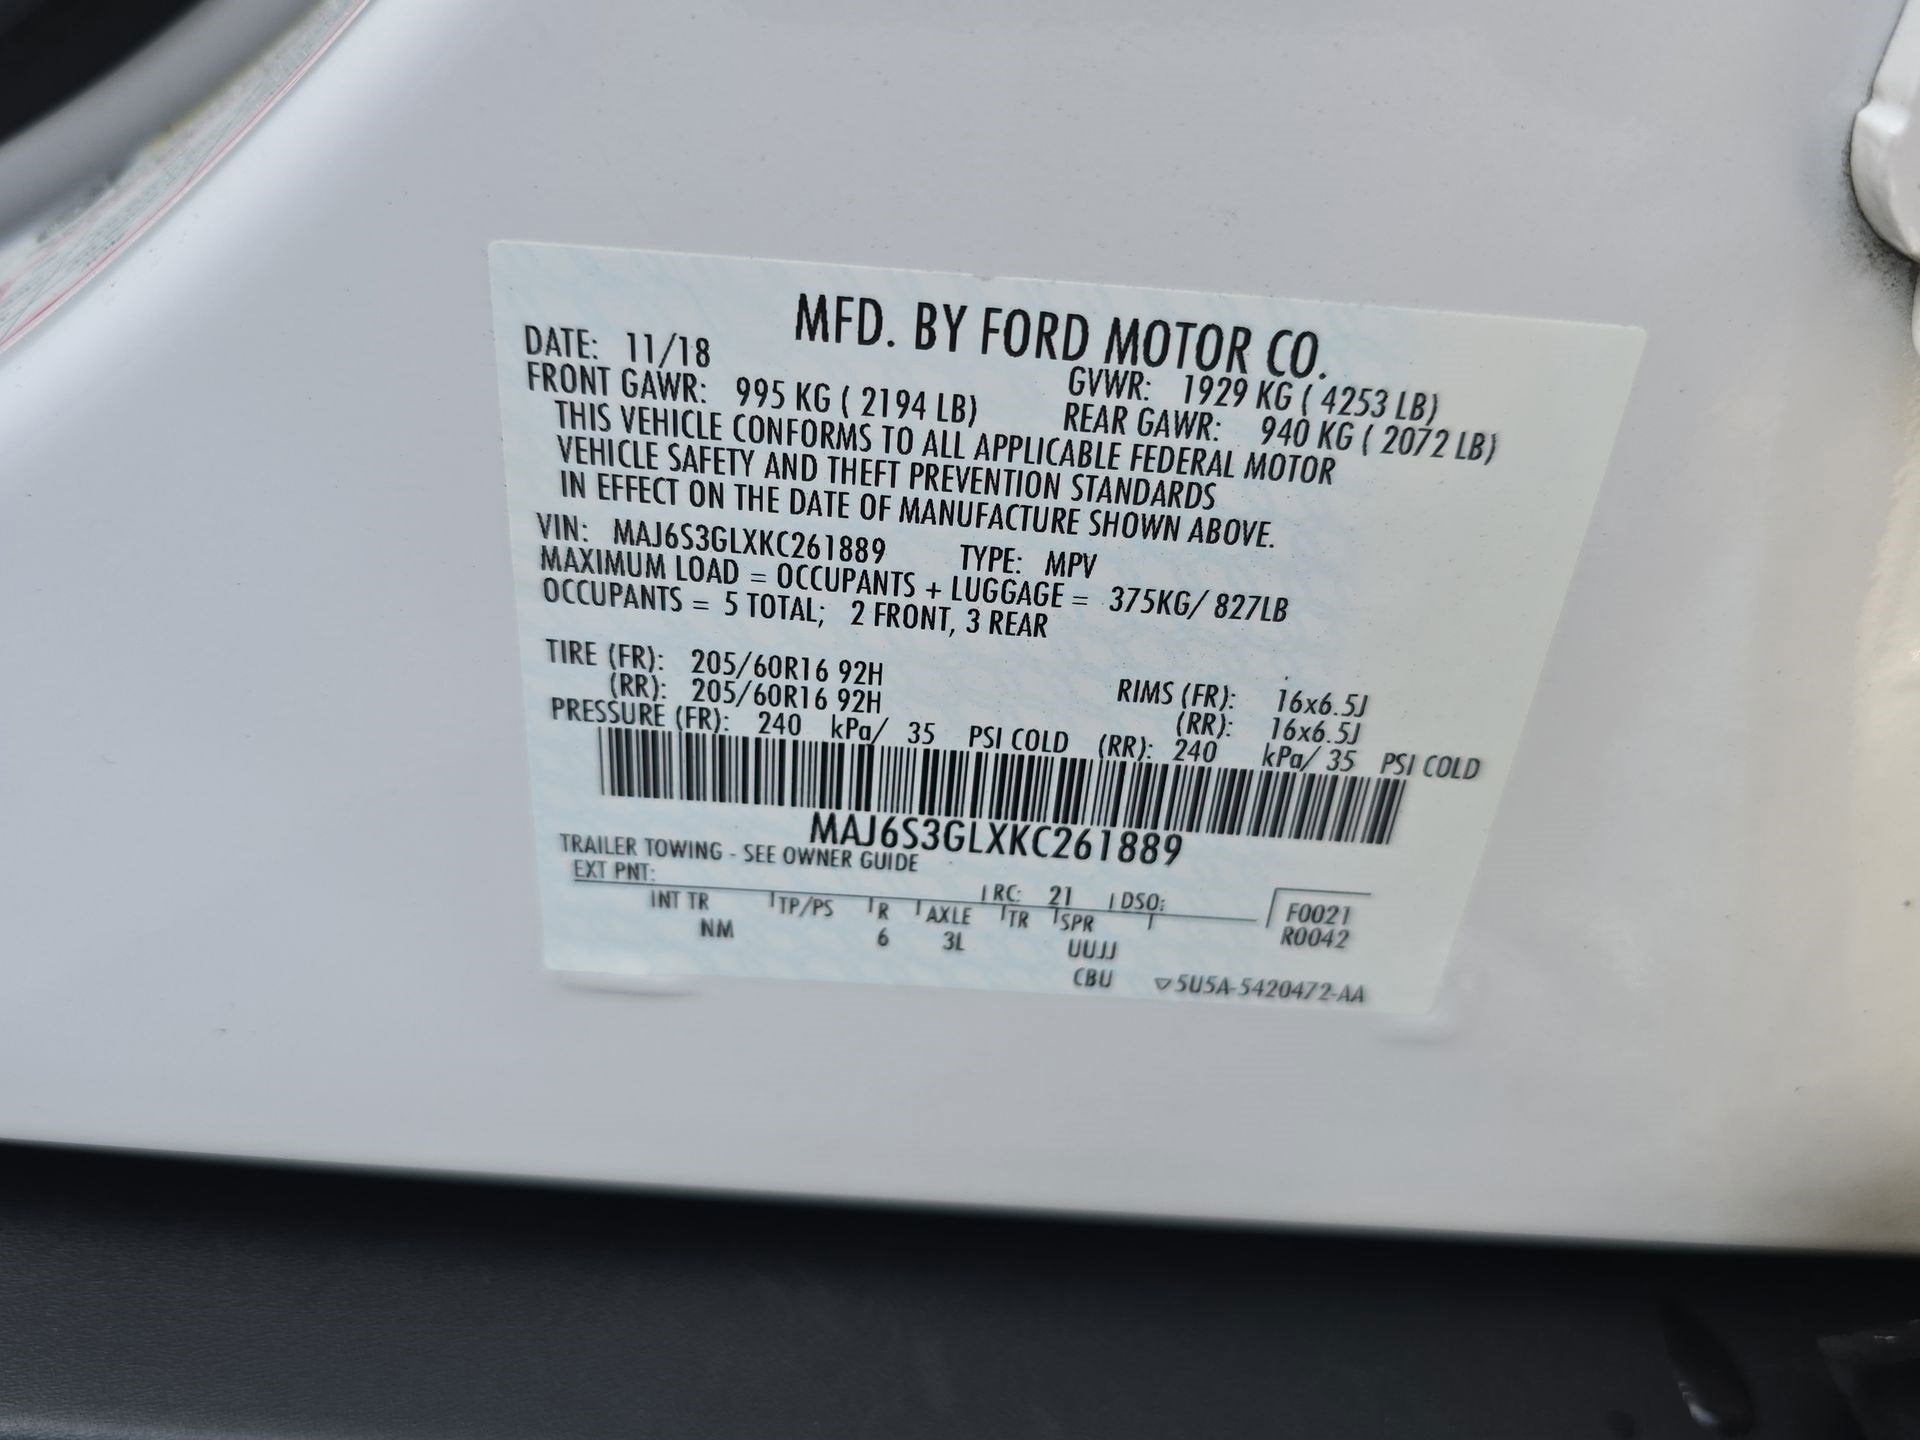 MFD. BY FORD MOTOR CO.
DATE: 11/18 GVWR: 1929 KG ( 4253 LB)
FRONT GAWR: 995 KG ( 2194 LB) REAR GAWR: 940 KG ( 2072 LB)
THIS VEHICLE CONFORMS TO ALL APPLICABLE FEDERAL MOTOR
VEHICLE SAFETY AND THEFT PREVENTION STANDARDS
IN EFFECT ON THE DATE OF MANUFACTURE SHOWN ABOVE.
VIN: MAJ6S3GLXKC261889 TYPE: MPV
MAXIMUM LOAD = OCCUPANTS + LUGGAGE = 375KG/ 827LB
OCCUPANTS = 5 TOTAL; 2 FRONT, 3 REAR
TIRE (FR): 205/60R16 92H RIMS (FR): 16x6.5J
(RR): 205/60R16 92H (RR): 16x6.5J
PRESSURE (FR): 240 kPa/ 35 PSI COLD (RR): 240 kPa/ 35 PSI COLD
MAJ6S3GLXKC261889
TRAILER TOWING - SEE OWNER GUIDE
EXT PNT: RC: 21 DSO:
INT TR TP/PS R AXLE TR SPR F0021
NM 6 3L UUJJ R0042
CBU ▽5U5A-5420472-AA